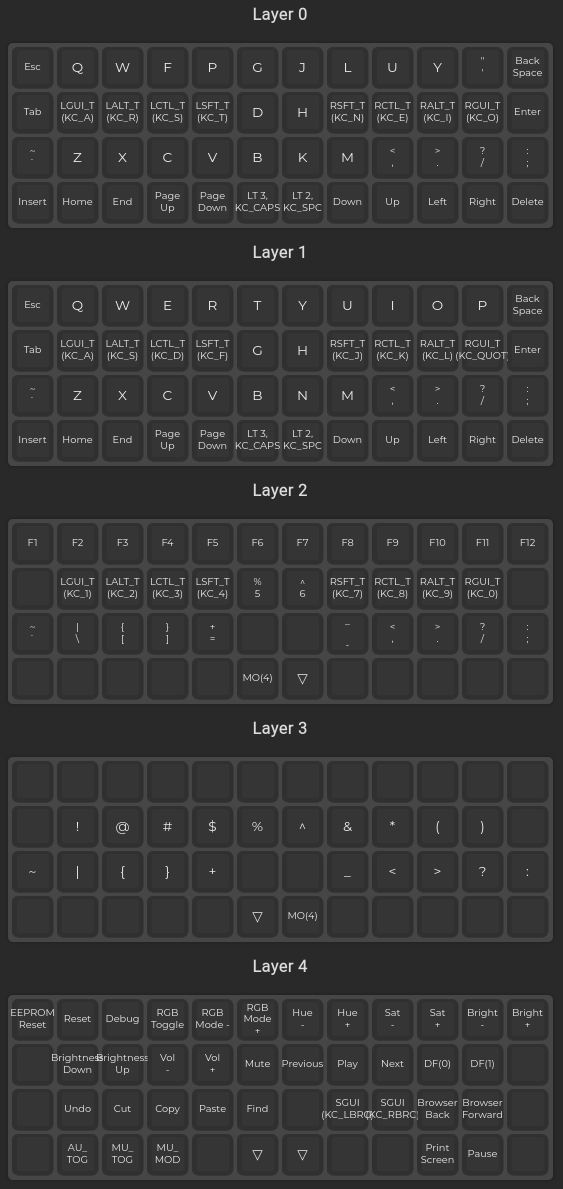 Layer 0
Esc Q W F P G J L U Y " ' Back Space
Tab LGUI_T (KC_A) LALT_T (KC_R) LCTL_T (KC_S) LSFT_T (KC_T) D H RSFT_T (KC_N) RCTL_T (KC_E) RALT_T (KC_I) RGUI_T (KC_O) Enter
~ ` Z X C V B K M < , > . ? / : ;
Insert Home End Page Up Page Down LT 3, KC_CAPS LT 2, KC_SPC Down Up Left Right Delete
Layer 1
Esc Q W E R T Y U I O P Back Space
Tab LGUI_T (KC_A) LALT_T (KC_S) LCTL_T (KC_D) LSFT_T (KC_F) G H RSFT_T (KC_J) RCTL_T (KC_K) RALT_T (KC_L) RGUI_T (KC_QUOT) Enter
~ ` Z X C V B N M < , > . ? / : ;
Insert Home End Page Up Page Down LT 3, KC_CAPS LT 2, KC_SPC Down Up Left Right Delete
Layer 2
F1 F2 F3 F4 F5 F6 F7 F8 F9 F10 F11 F12
LGUI_T (KC_1) LALT_T (KC_2) LCTL_T (KC_3) LSFT_T (KC_4) % 5 ^ 6 RSFT_T (KC_7) RCTL_T (KC_8) RALT_T (KC_9) RGUI_T (KC_0)
~ ` | \ { [ } ] + = _ - < , > . ? / : ;
MO(4) ▽
Layer 3
! @ # $ % ^ & * ( )
~ | { } + _ < > ? :
▽ MO(4)
Layer 4
EEPROM Reset Reset Debug RGB Toggle RGB Mode - RGB Mode + Hue - Hue + Sat - Sat + Bright - Bright +
Brightness Down Brightness Up Vol - Vol + Mute Previous Play Next DF(0) DF(1)
Undo Cut Copy Paste Find SGUI (KC_LBRC) SGUI (KC_RBRC) Browser Back Browser Forward
AU_ TOG MU_ TOG MU_ MOD ▽ ▽ Print Screen Pause